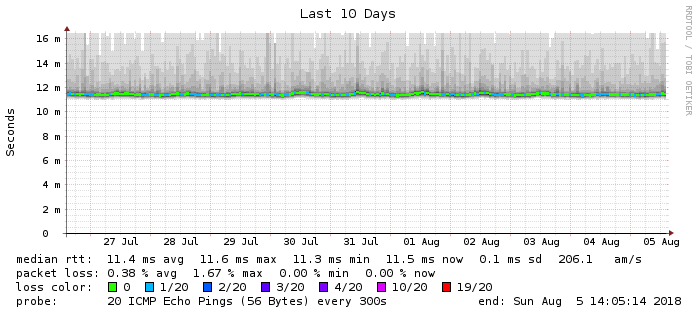 Last 10 Days
RRDTOOL / TOBI OETIKER
Seconds
16 m
14 m
12 m
10 m
8 m
6 m
4 m
2 m
0
27 Jul 28 Jul 29 Jul 30 Jul 31 Jul 01 Aug 02 Aug 03 Aug 04 Aug 05 Aug
median rtt: 11.4 ms avg 11.6 ms max 11.3 ms min 11.5 ms now 0.1 ms sd 206.1 am/s
packet loss: 0.38 % avg 1.67 % max 0.00 % min 0.00 % now
loss color: 0 1/20 2/20 3/20 4/20 10/20 19/20
probe: 20 ICMP Echo Pings (56 Bytes) every 300s end: Sun Aug 5 14:05:14 2018